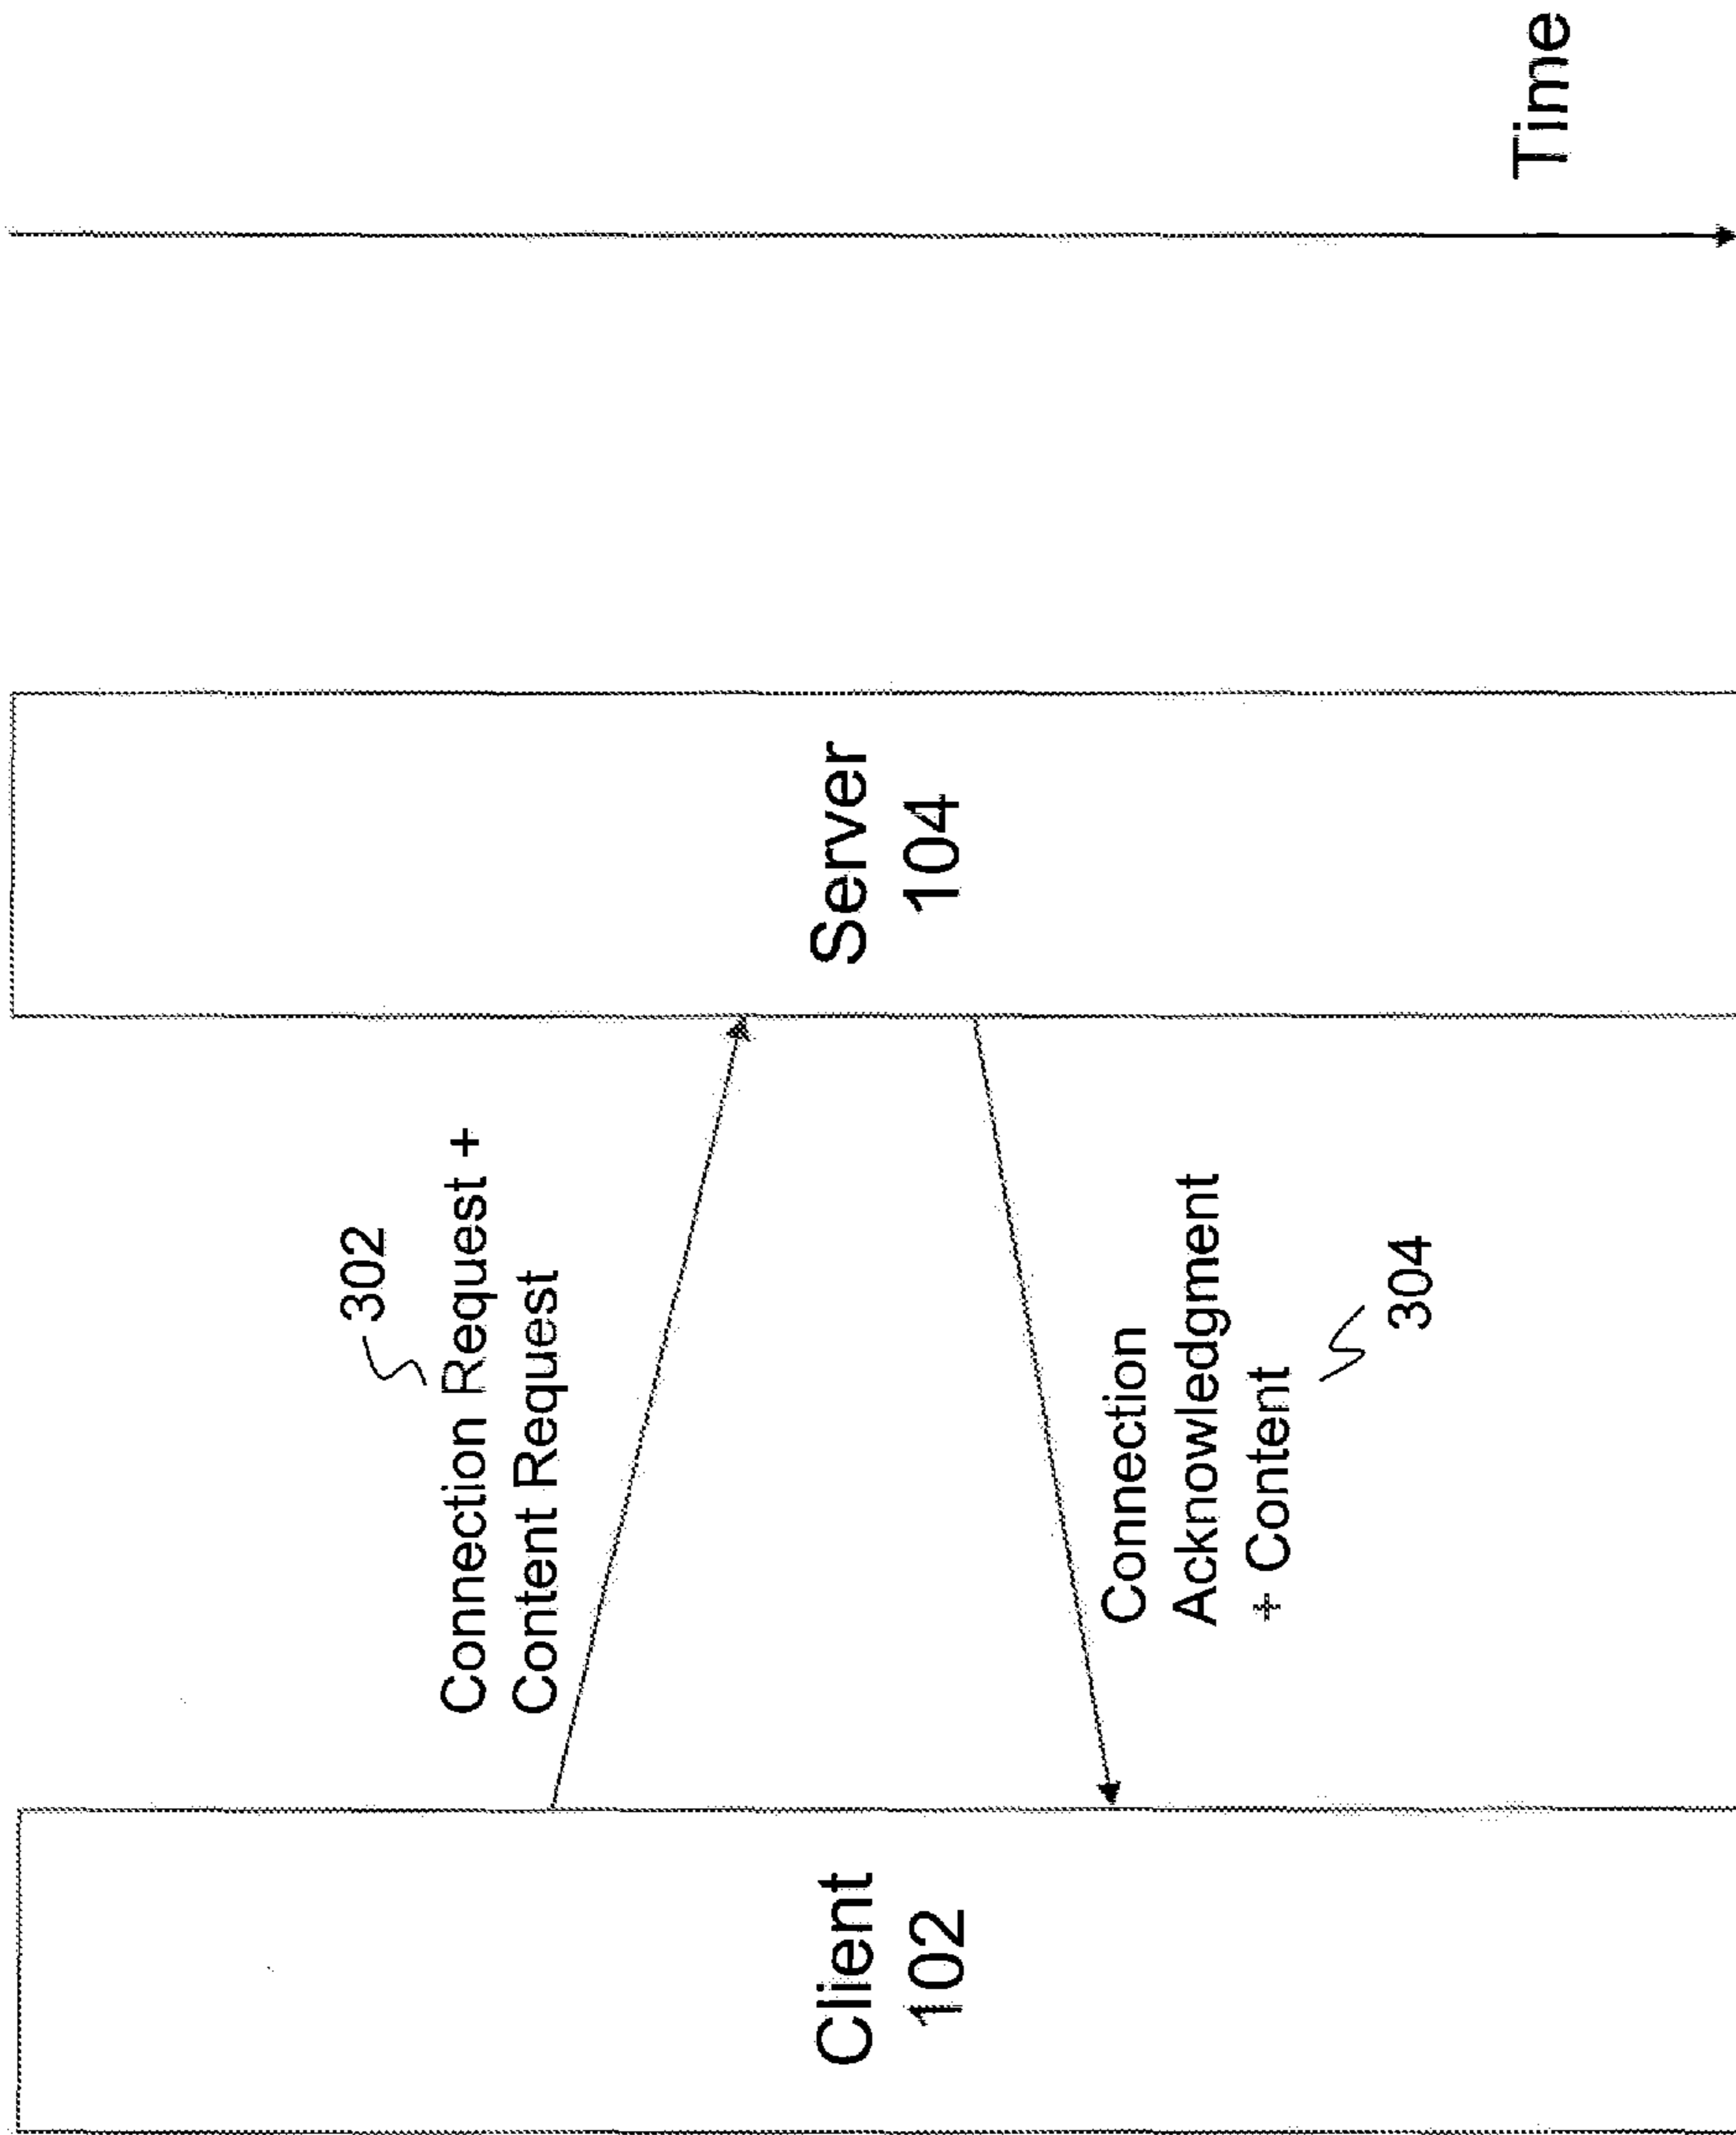 302
Connection Request +
Content Request
Client
102
Server
104
Connection
Acknowledgment
+ Content
304
Time